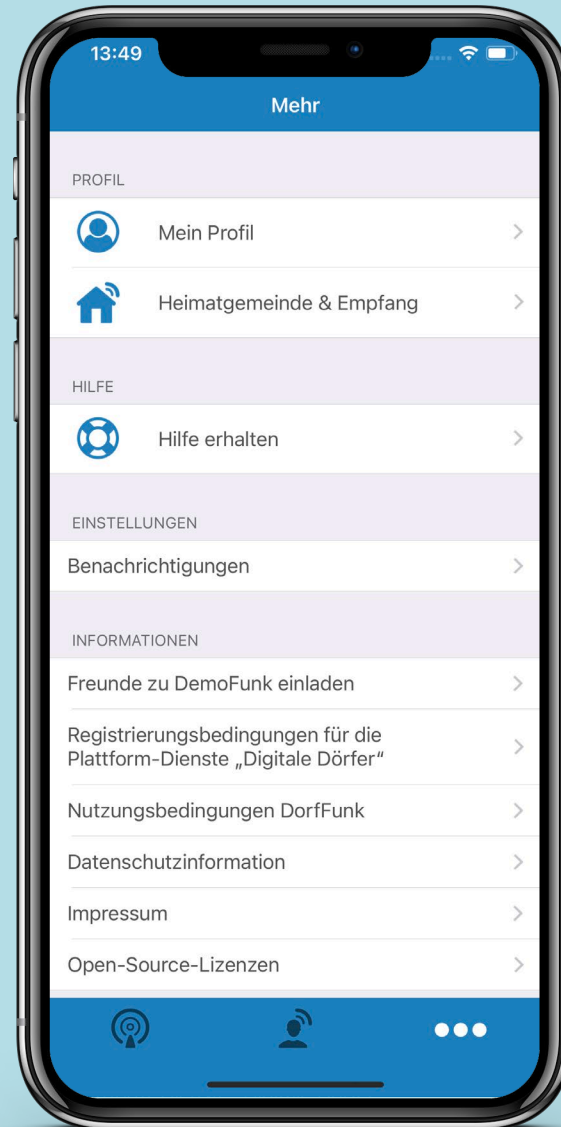 13:49
Mehr
PROFIL
Mein Profil
Heimatgemeinde & Empfang
HILFE
Hilfe erhalten
EINSTELLUNGEN
Benachrichtigungen
INFORMATIONEN
Freunde zu DemoFunk einladen
Registrierungsbedingungen für die
Plattform-Dienste „Digitale Dörfer“
Nutzungsbedingungen DorfFunk
Datenschutzinformation
Impressum
Open-Source-Lizenzen